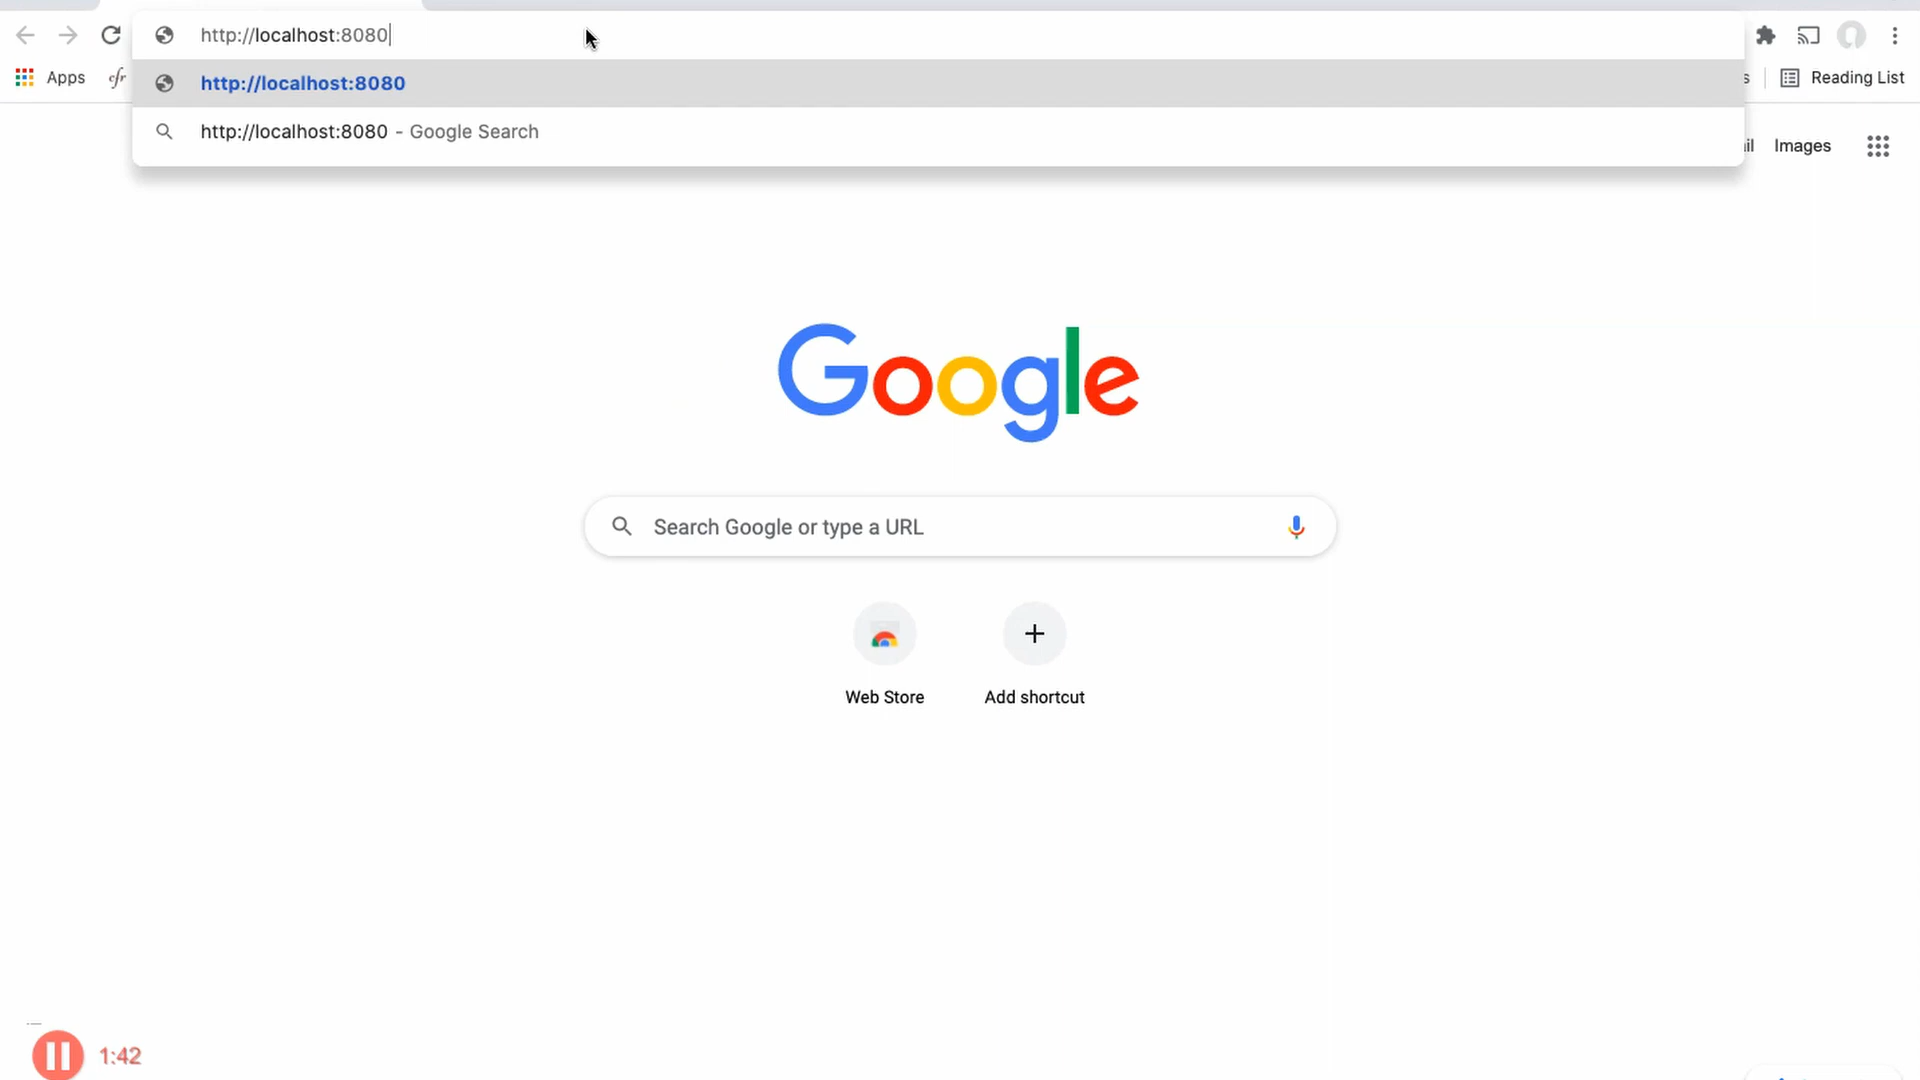 http://localhost:8080
Apps cfr
Reading List
http://localhost:8080
http://localhost:8080 - Google Search
Images
Google
Search Google or type a URL
Web Store
Add shortcut
1:42